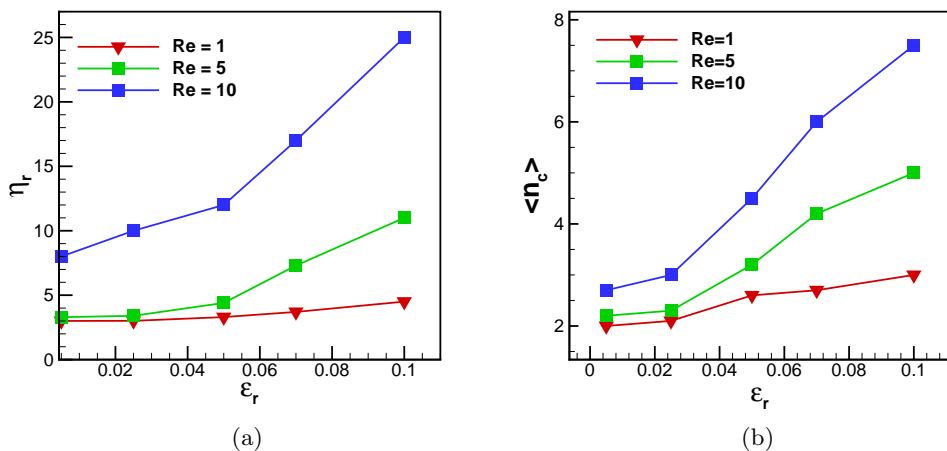 25
20
15
10
5
0
η_r
Re = 1
Re = 5
Re = 10
0.02 0.04 0.06 0.08 0.1
ε_r
(a)
8
6
4
2
<n_c>
Re=1
Re=5
Re=10
0 0.02 0.04 0.06 0.08 0.1
ε_r
(b)